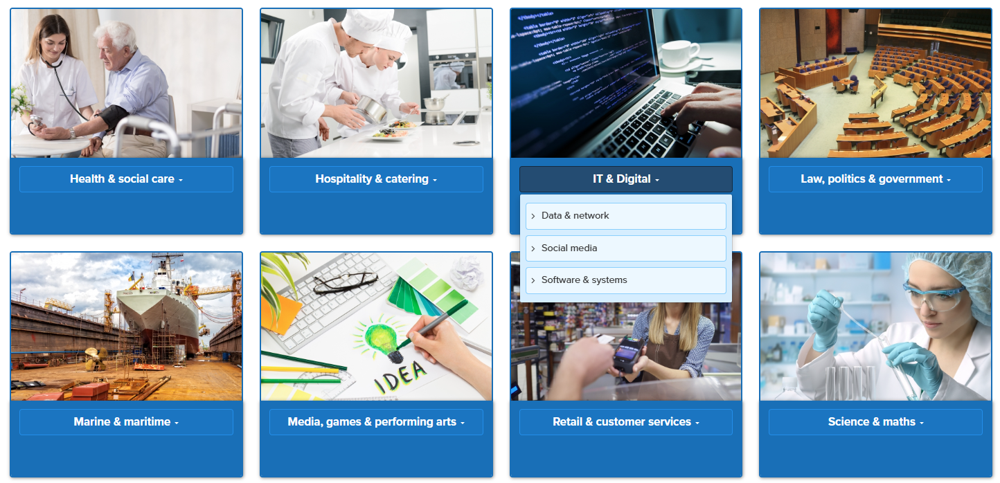 Health & social care
Hospitality & catering
IT & Digital
Law, politics & government
Data & network
Social media
Software & systems
IDEA
Marine & maritime
Media, games & performing arts
Retail & customer services
Science & maths